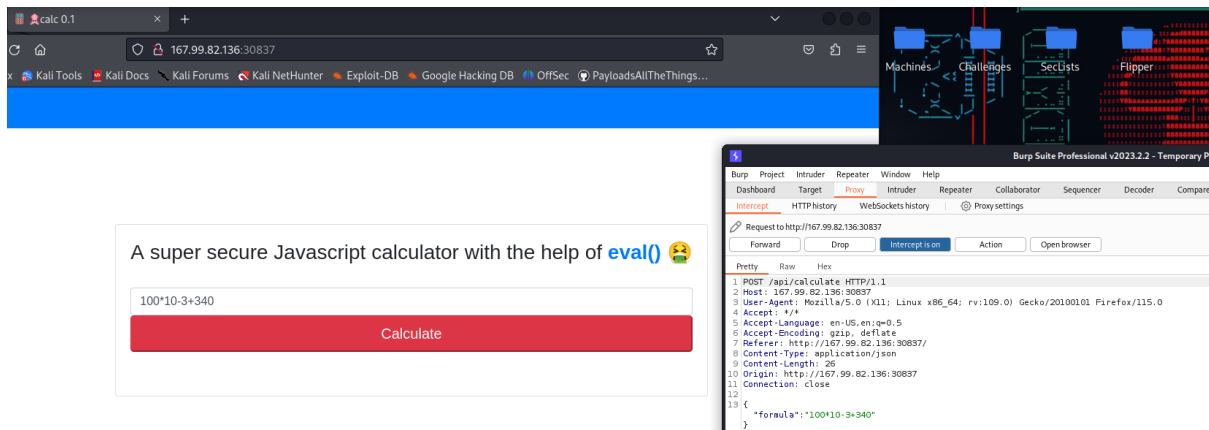 calc 0.1
167.99.82.136:30837
x Kali Tools Kali Docs Kali Forums Kali NetHunter Exploit-DB Google Hacking DB OffSec PayloadsAllTheThings...
Machines Challenges SecLists Flipper
A super secure Javascript calculator with the help of eval()
100*10-3+340
Calculate
Burp Suite Professional v2023.2.2 - Temporary P
Burp Project Intruder Repeater Window Help
Dashboard Target Proxy Intruder Repeater Collaborator Sequencer Decoder Compare
Intercept HTTP history WebSockets history Proxy settings
Request to http://167.99.82.136:30837
Forward Drop Intercept is on Action Open browser
Pretty Raw Hex
1 POST /api/calculate HTTP/1.1
2 Host: 167.99.82.136:30837
3 User-Agent: Mozilla/5.0 (X11; Linux x86_64; rv:109.0) Gecko/20100101 Firefox/115.0
4 Accept: */*
5 Accept-Language: en-US,en;q=0.5
6 Accept-Encoding: gzip, deflate
7 Referer: http://167.99.82.136:30837/
8 Content-Type: application/json
9 Content-Length: 26
10 Origin: http://167.99.82.136:30837
11 Connection: close
12
13 {
"formula":"100*10-3+340"
}